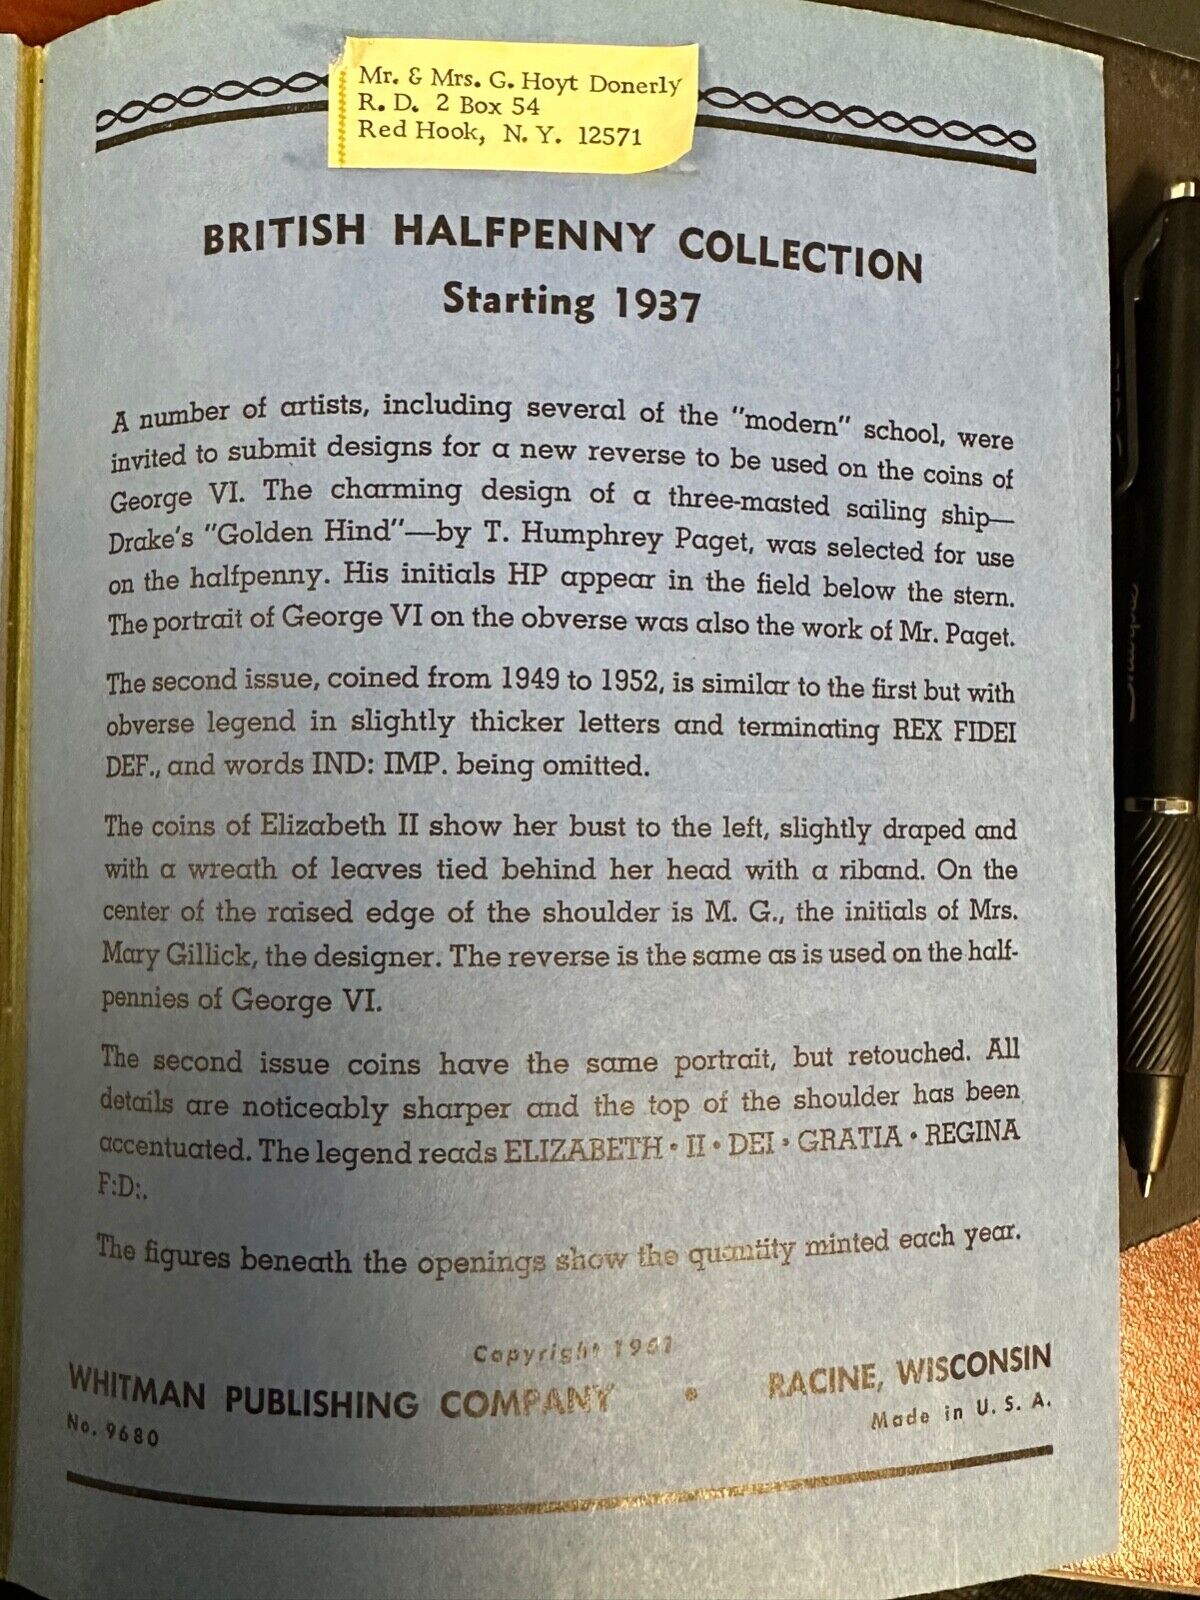 Mr. & Mrs. G. Hoyt Donerly
R. D. 2 Box 54
Red Hook, N. Y. 12571
BRITISH HALFPENNY COLLECTION
Starting 1937
A number of artists, including several of the "modern" school, were
invited to submit designs for a new reverse to be used on the coins of
George VI. The charming design of a three-masted sailing ship—
Drake's "Golden Hind"—by T. Humphrey Paget, was selected for use
on the halfpenny. His initials HP appear in the field below the stern.
The portrait of George VI on the obverse was also the work of Mr. Paget.
The second issue, coined from 1949 to 1952, is similar to the first but with
obverse legend in slightly thicker letters and terminating REX FIDEI
DEF., and words IND: IMP. being omitted.
The coins of Elizabeth II show her bust to the left, slightly draped and
with a wreath of leaves tied behind her head with a riband. On the
center of the raised edge of the shoulder is M. G., the initials of Mrs.
Mary Gillick, the designer. The reverse is the same as is used on the half-
pennies of George VI.
The second issue coins have the same portrait, but retouched. All
details are noticeably sharper and the top of the shoulder has been
accentuated. The legend reads ELIZABETH • II • DEI • GRATIA • REGINA
F:D:.
The figures beneath the openings show the quantity minted each year.
Copyright
WHITMAN PUBLISHING COMPANY • RACINE, WISCONSIN
No. 9680 Made in U. S. A.
Sharpie